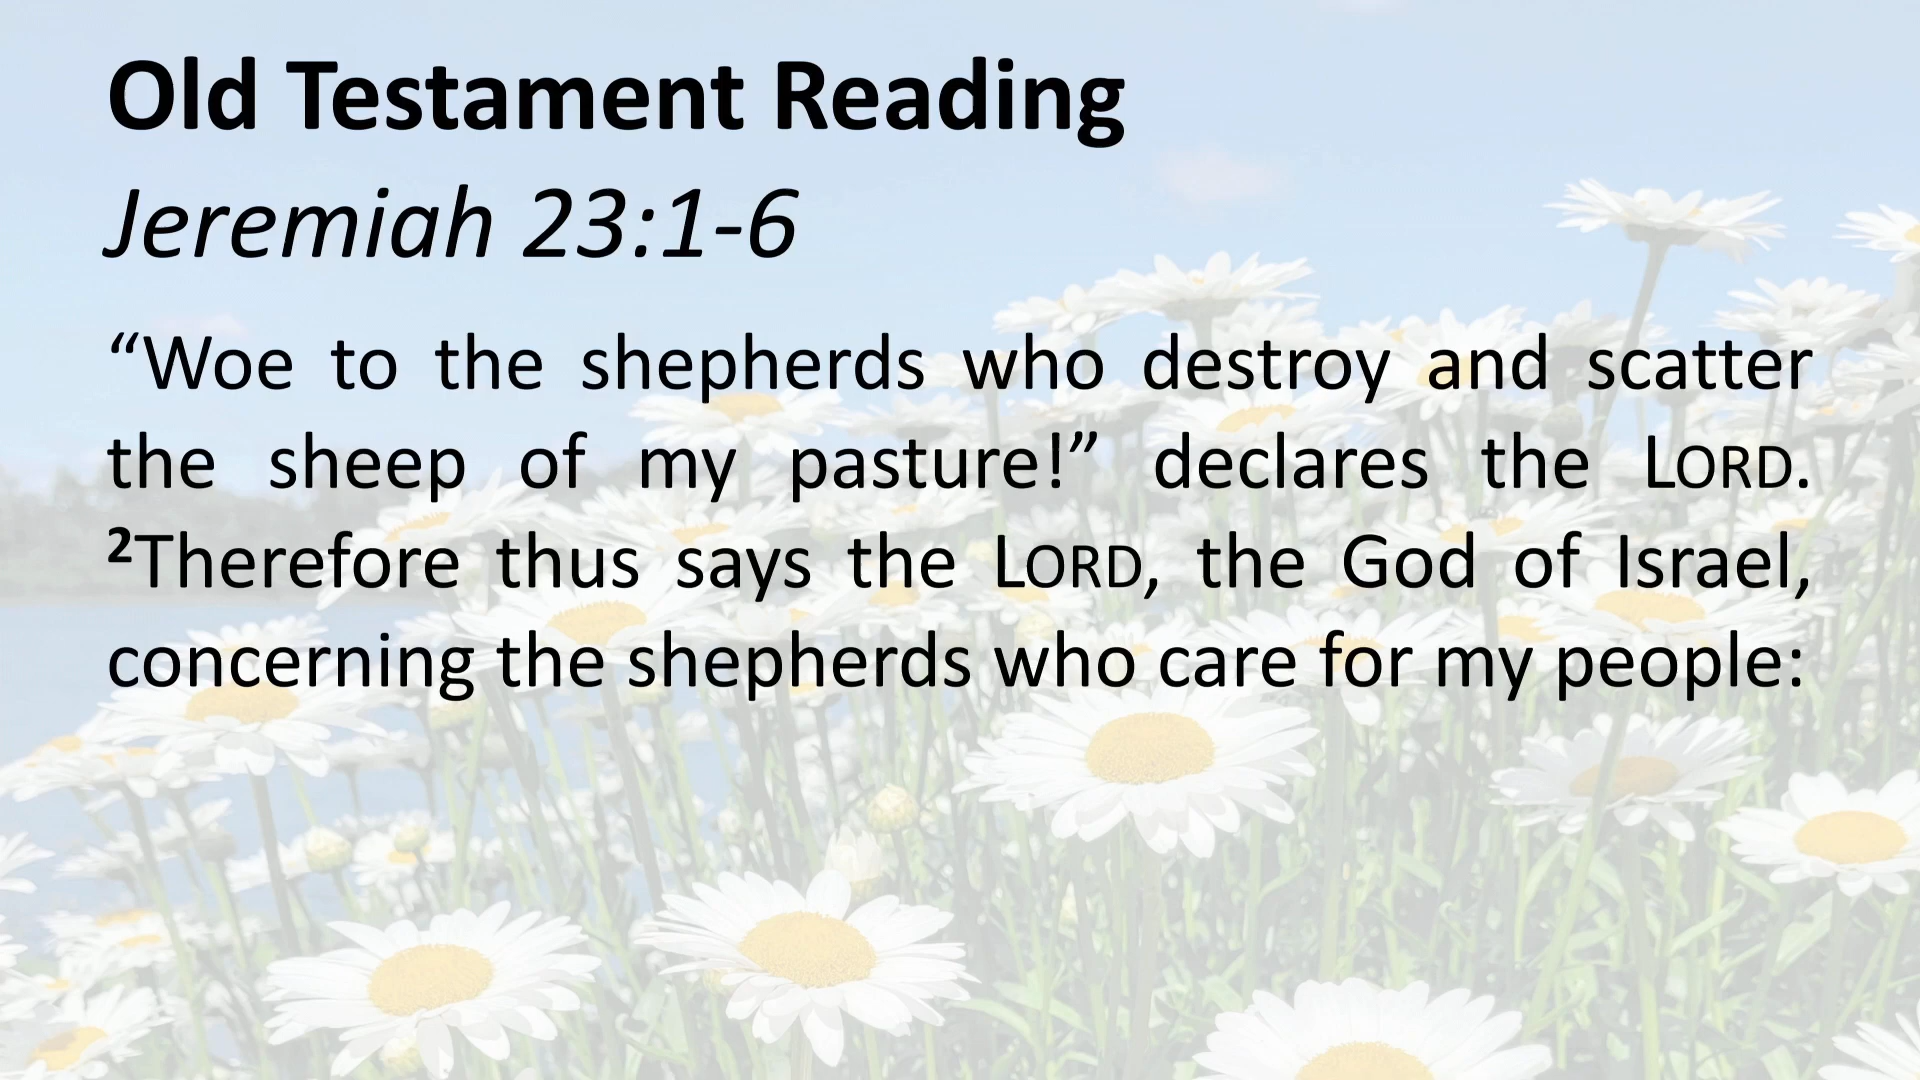 Old Testament Reading
Jeremiah 23:1-6
“Woe to the shepherds who destroy and scatter
the sheep of my pasture!” declares the LORD.
²Therefore thus says the LORD, the God of Israel,
concerning the shepherds who care for my people: